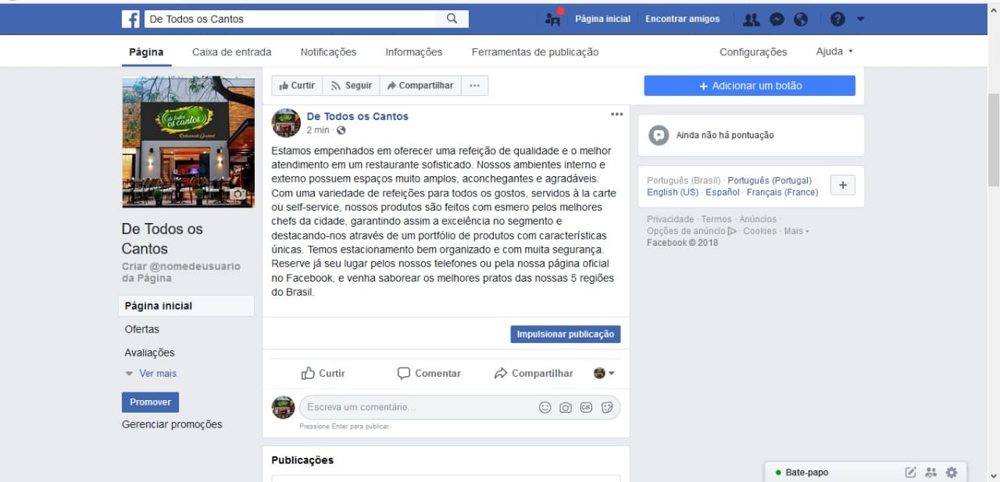 De Todos os Cantos
Página inicial
Encontrar amigos
Página
Caixa de entrada
Notificações
Informações
Ferramentas de publicação
Configurações
Ajuda
de todos
os cantos
Restaurante Gourmet
De Todos os
Cantos
Criar @nomedeusuario
da Página
Página inicial
Ofertas
Avaliações
Ver mais
Promover
Gerenciar promoções
Curtir
Seguir
Compartilhar
+ Adicionar um botão
De Todos os Cantos
2 min ·
Estamos empenhados em oferecer uma refeição de qualidade e o melhor
atendimento em um restaurante sofisticado. Nossos ambientes interno e
externo possuem espaços muito amplos, aconchegantes e agradáveis.
Com uma variedade de refeições para todos os gostos, servidos à la carte
ou self-service, nossos produtos são feitos com esmero pelos melhores
chefs da cidade, garantindo assim a excelência no segmento e
destacando-nos através de um portfólio de produtos com características
únicas. Temos estacionamento bem organizado e com muita segurança.
Reserve já seu lugar pelos nossos telefones ou pela nossa página oficial
no Facebook, e venha saborear os melhores pratos das nossas 5 regiões
do Brasil.
Impulsionar publicação
Curtir
Comentar
Compartilhar
Escreva um comentário...
GIF
Pressione Enter para publicar.
Publicações
Ainda não há pontuação
Português (Brasil) · Português (Portugal) ·
English (US) · Español · Français (France)
+
Privacidade · Termos · Anúncios ·
Opções de anúncio · Cookies · Mais
Facebook © 2018
Bate-papo